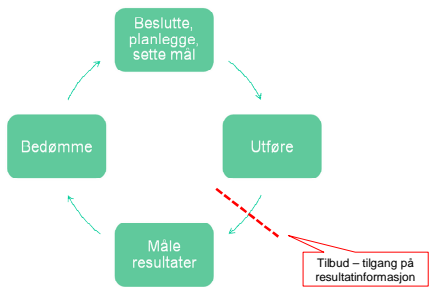 Beslutte,
planlegge,
sette mål
Bedømme
Utføre
Måle
resultater
Tilbud – tilgang på
resultatinformasjon